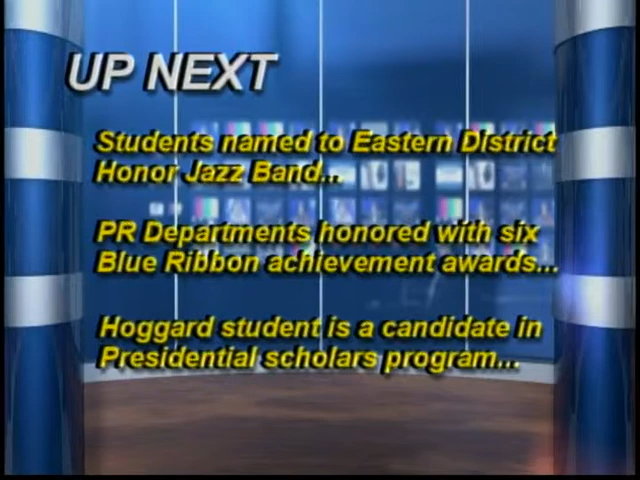 UP NEXT
Students named to Eastern District
Honor Jazz Band...
PR Departments honored with six
Blue Ribbon achievement awards...
Hoggard student is a candidate in
Presidential scholars program...